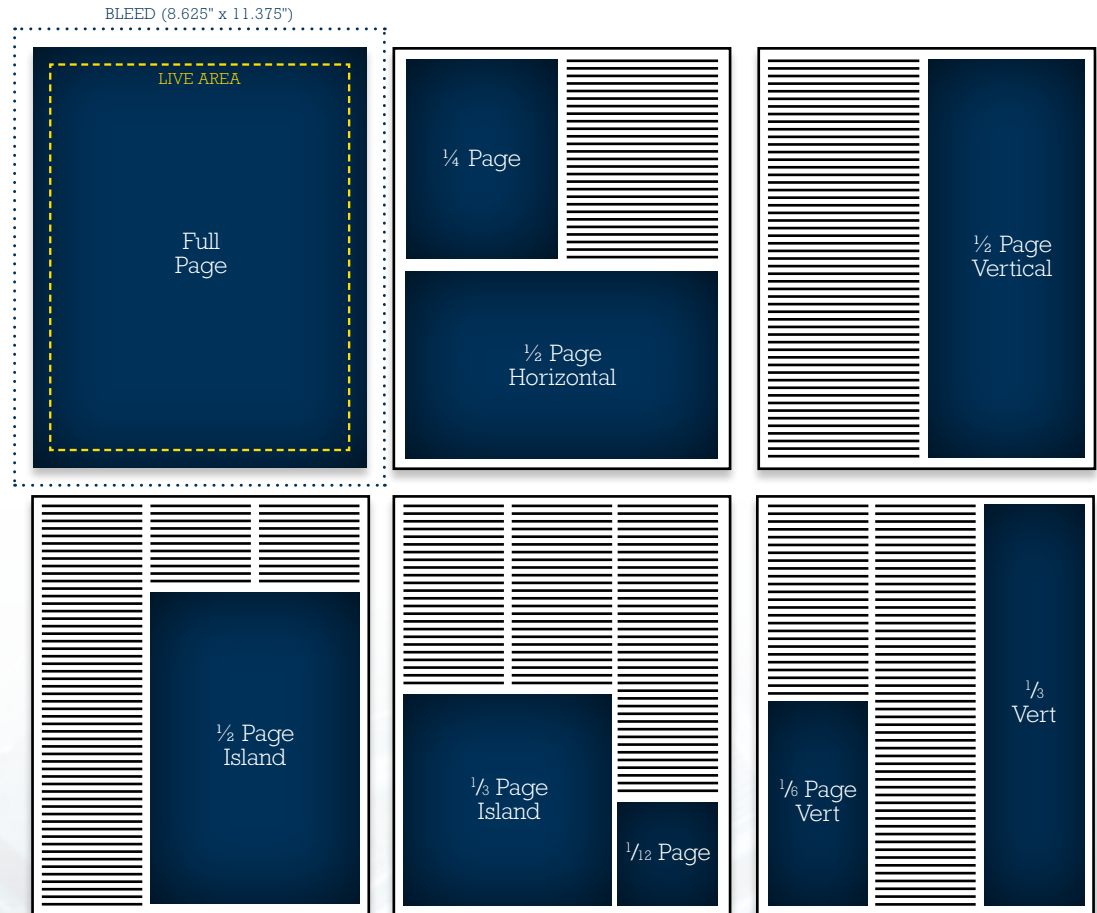 BLEED (8.625" x 11.375")
LIVE AREA
Full
Page
¼ Page
½ Page
Horizontal
½ Page
Vertical
½ Page
Island
⅓ Page
Island
1/12 Page
⅙ Page
Vert
⅓
Vert